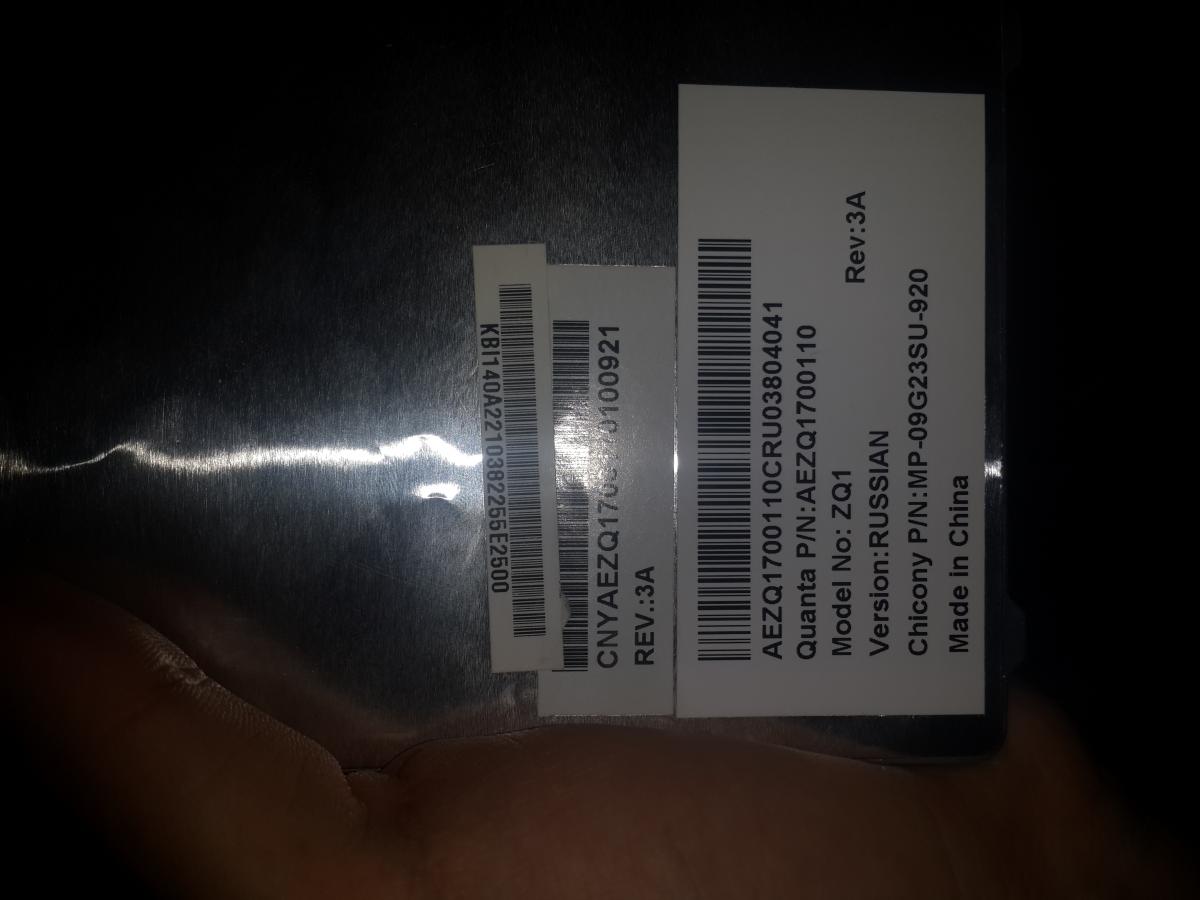 KBI140A2210382255E2500
REV.:3A
AEZQ1700110CRU03804041
Quanta P/N:AEZQ1700110
Model No: ZQ1
Rev:3A
Version:RUSSIAN
Chicony P/N:MP-09G23SU-920
Made in China